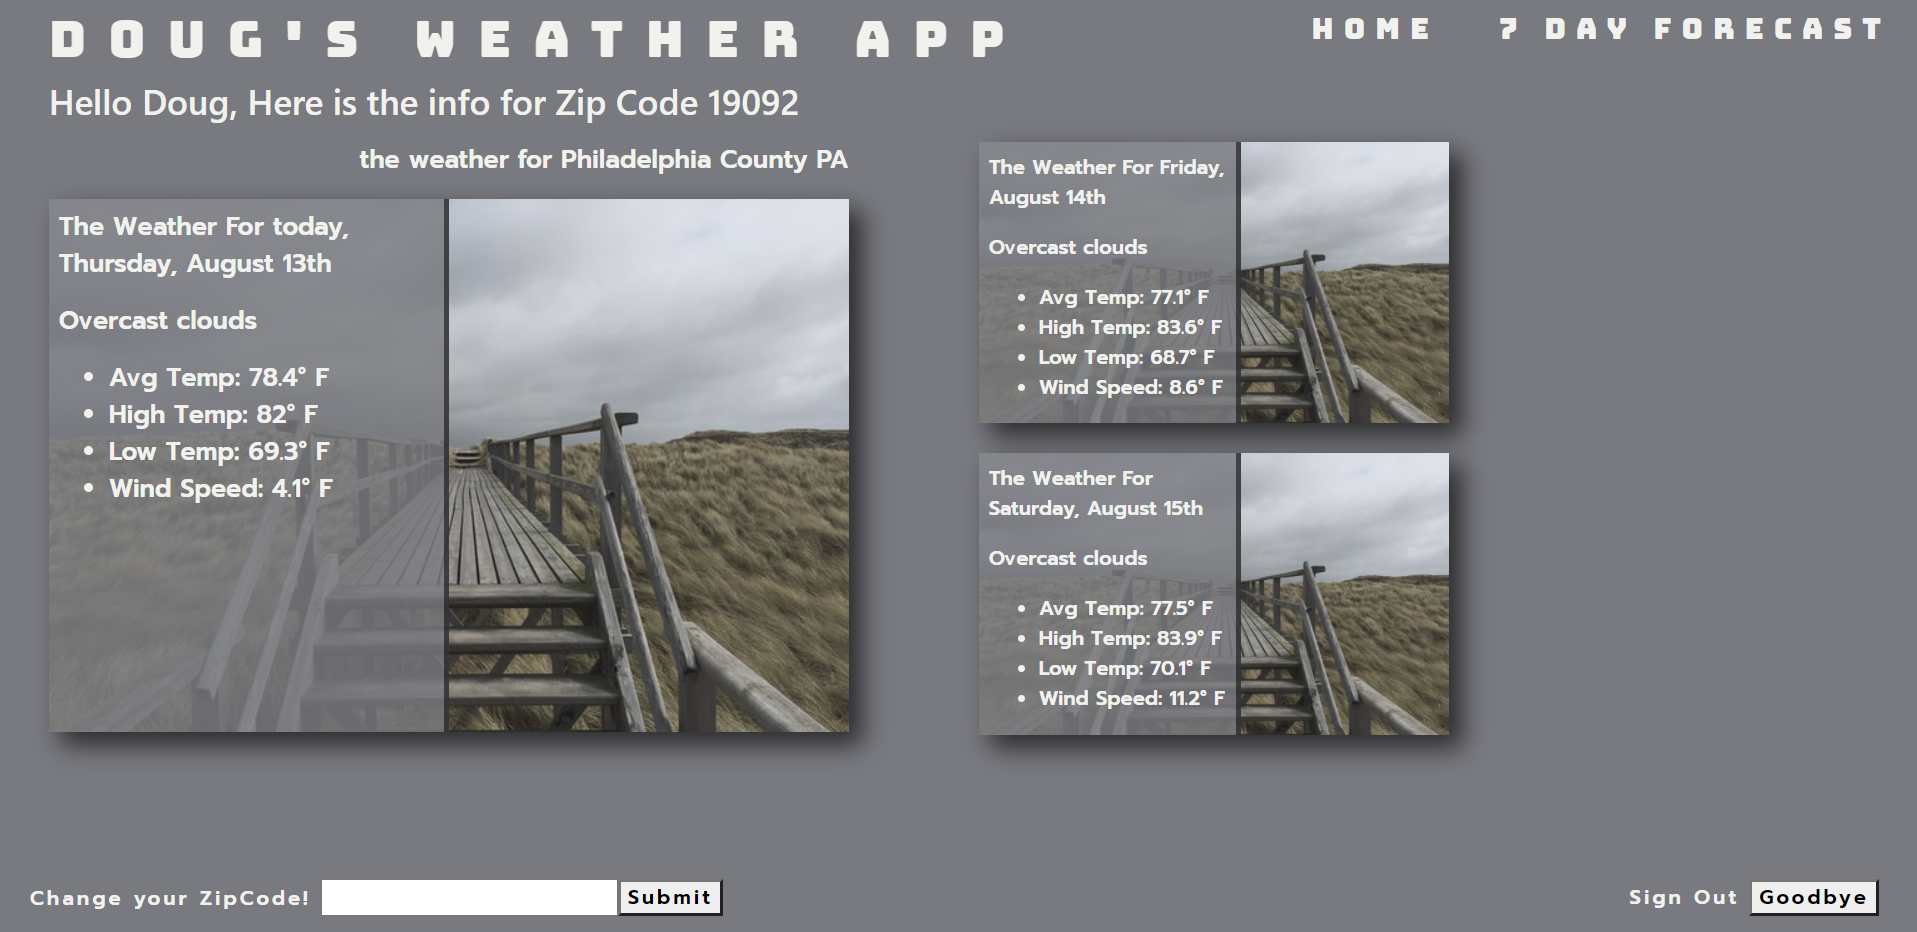 DOUG'S WEATHER APP
HOME
7 DAY FORECAST
Hello Doug, Here is the info for Zip Code 19092
the weather for Philadelphia County PA
The Weather For today,
Thursday, August 13th
Overcast clouds
• Avg Temp: 78.4° F
• High Temp: 82° F
• Low Temp: 69.3° F
• Wind Speed: 4.1° F
The Weather For Friday,
August 14th
Overcast clouds
• Avg Temp: 77.1° F
• High Temp: 83.6° F
• Low Temp: 68.7° F
• Wind Speed: 8.6° F
The Weather For
Saturday, August 15th
Overcast clouds
• Avg Temp: 77.5° F
• High Temp: 83.9° F
• Low Temp: 70.1° F
• Wind Speed: 11.2° F
Change your ZipCode!
Submit
Sign Out
Goodbye